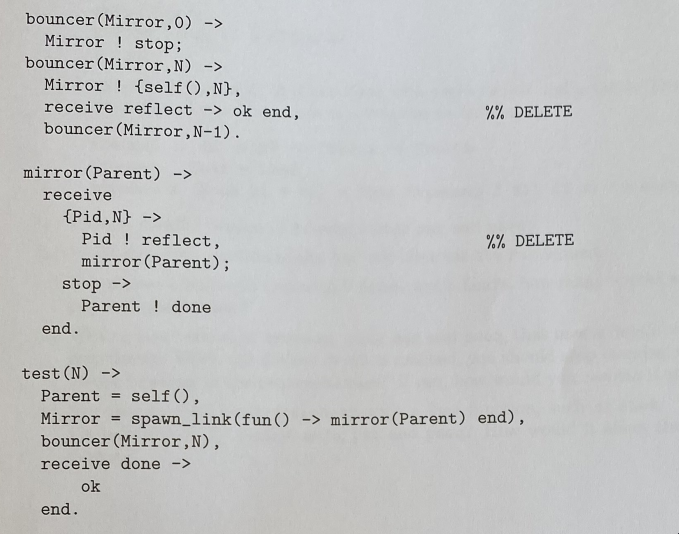 bouncer(Mirror,0) ->
  Mirror ! stop;
bouncer(Mirror,N) ->
  Mirror ! {self(),N},
  receive reflect -> ok end,                    %% DELETE
  bouncer(Mirror,N-1).

mirror(Parent) ->
  receive
    {Pid,N} ->
      Pid ! reflect,                            %% DELETE
      mirror(Parent);
    stop ->
      Parent ! done
  end.

test(N) ->
  Parent = self(),
  Mirror = spawn_link(fun() -> mirror(Parent) end),
  bouncer(Mirror,N),
  receive done ->
      ok
  end.